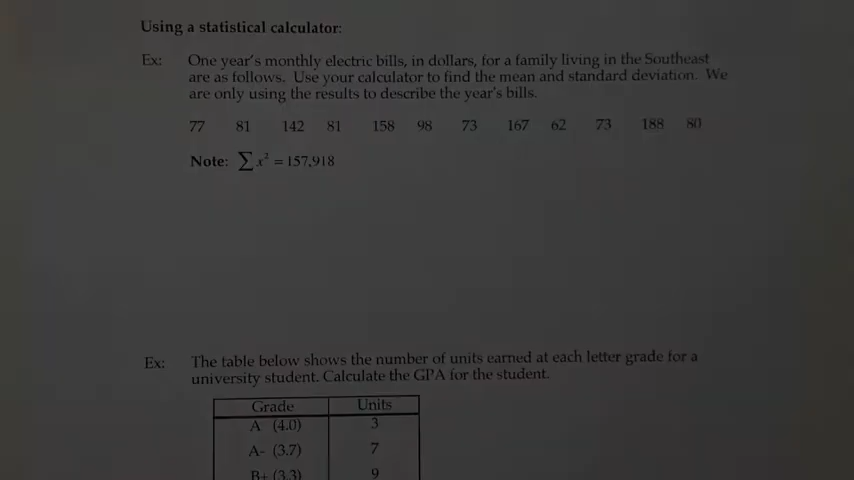 Using a statistical calculator:
Ex: One year's monthly electric bills, in dollars, for a family living in the Southeast
are as follows. Use your calculator to find the mean and standard deviation. We
are only using the results to describe the year's bills.
77 81 142 81 158 98 73 167 62 73 188 80
Note: ∑x² = 157,918
Ex: The table below shows the number of units earned at each letter grade for a
university student. Calculate the GPA for the student.
Grade Units
A (4.0) 3
A- (3.7) 7
B+ (3.3) 9